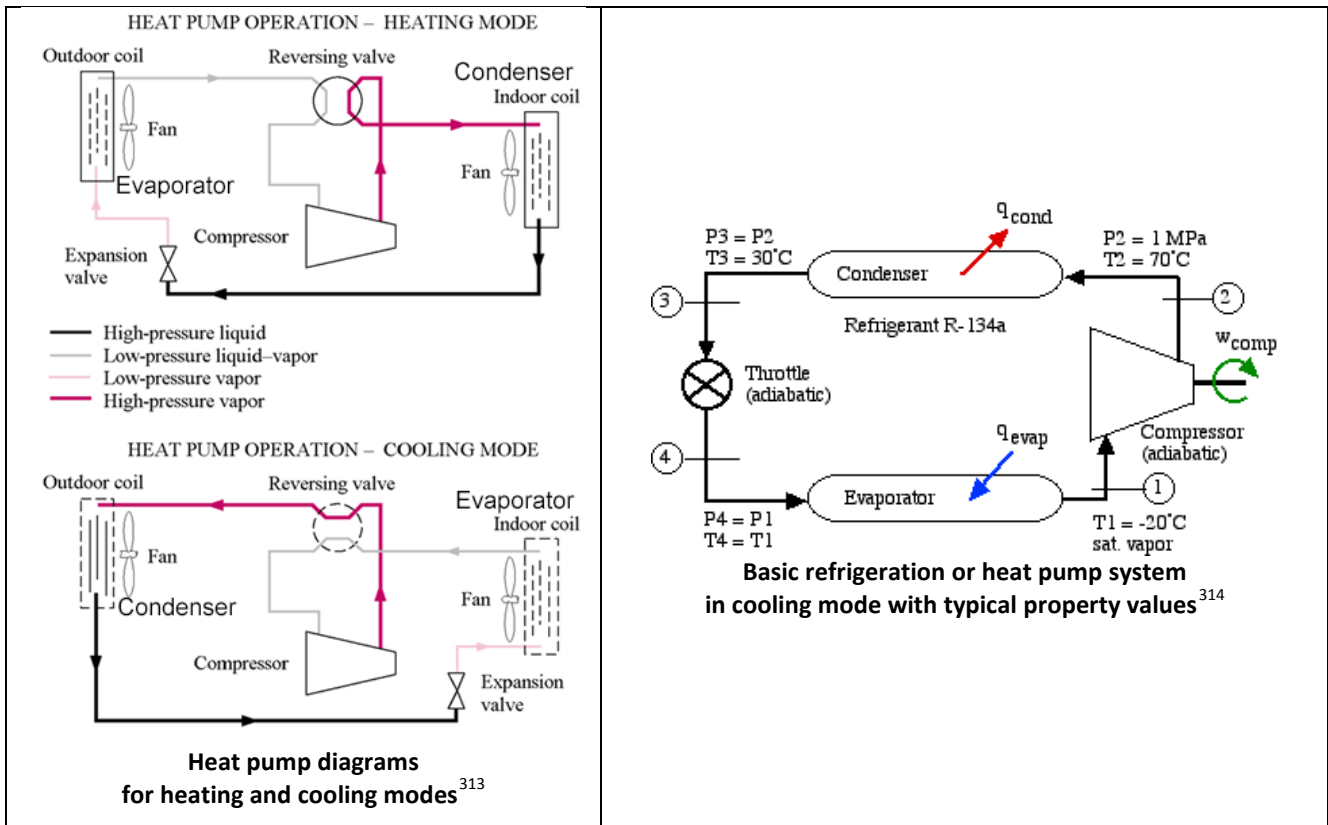 HEAT PUMP OPERATION – HEATING MODE
Outdoor coil
Reversing valve
Condenser
Indoor coil
Fan
Fan
Evaporator
Compressor
Expansion
valve
High-pressure liquid
Low-pressure liquid–vapor
Low-pressure vapor
High-pressure vapor
HEAT PUMP OPERATION – COOLING MODE
Outdoor coil
Reversing valve
Evaporator
Indoor coil
Fan
Fan
Condenser
Compressor
Expansion
valve
Heat pump diagrams
for heating and cooling modes313
qcond
P3 = P2
T3 = 30°C
P2 = 1 MPa
T2 = 70°C
Condenser
3
2
Refrigerant R-134a
wcomp
Throttle
(adiabatic)
Compressor
(adiabatic)
qevap
4
1
Evaporator
P4 = P1
T4 = T1
T1 = -20°C
sat. vapor
Basic refrigeration or heat pump system
in cooling mode with typical property values314